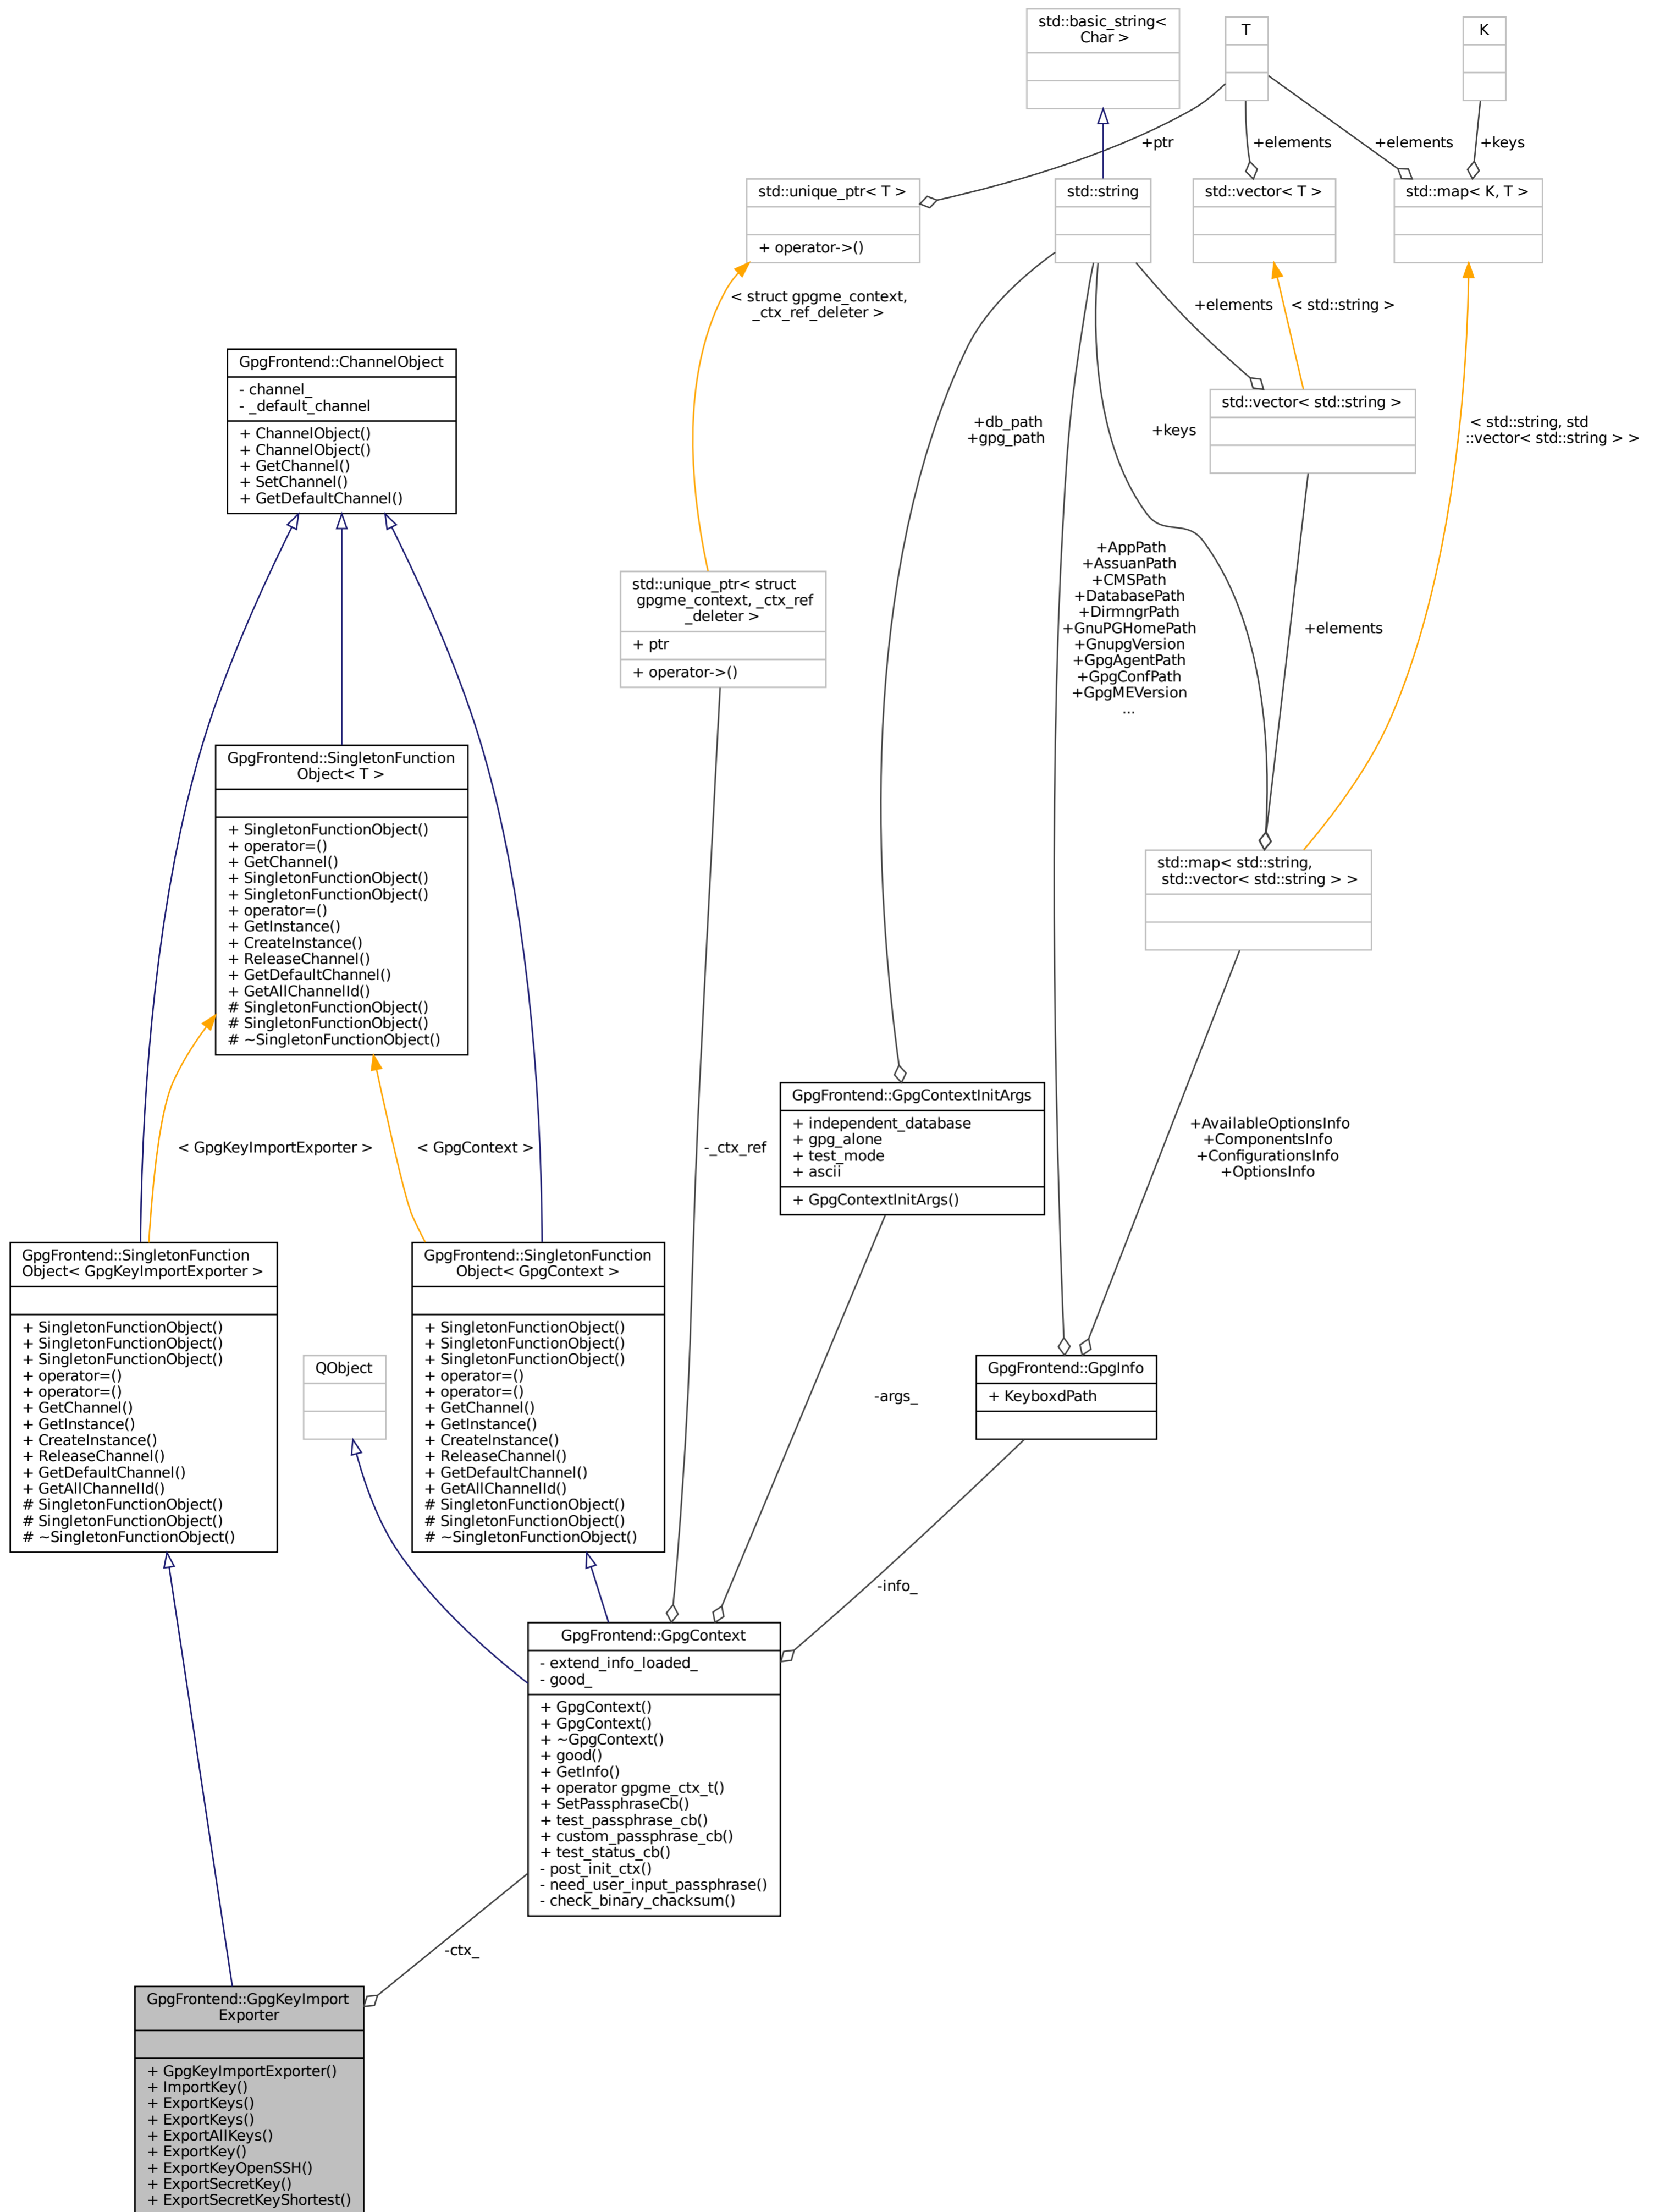 std::basic_string<
Char >
T
K
+ptr
+elements
+elements
+keys
std::unique_ptr< T >
+ operator->()
std::string
std::vector< T >
std::map< K, T >
< struct gpgme_context,
_ctx_ref_deleter >
+elements
< std::string >
GpgFrontend::ChannelObject
- channel_
- _default_channel
+ ChannelObject()
+ ChannelObject()
+ GetChannel()
+ SetChannel()
+ GetDefaultChannel()
+db_path
+gpg_path
+keys
std::vector< std::string >
< std::string, std
::vector< std::string > >
std::unique_ptr< struct
gpgme_context, _ctx_ref
_deleter >
+ ptr
+ operator->()
+AppPath
+AssuanPath
+CMSPath
+DatabasePath
+DirmngrPath
+GnuPGHomePath
+GnupgVersion
+GpgAgentPath
+GpgConfPath
+GpgMEVersion
...
+elements
GpgFrontend::SingletonFunction
Object< T >
+ SingletonFunctionObject()
+ operator=()
+ GetChannel()
+ SingletonFunctionObject()
+ SingletonFunctionObject()
+ operator=()
+ GetInstance()
+ CreateInstance()
+ ReleaseChannel()
+ GetDefaultChannel()
+ GetAllChannelId()
# SingletonFunctionObject()
# SingletonFunctionObject()
# ~SingletonFunctionObject()
std::map< std::string,
std::vector< std::string > >
< GpgKeyImportExporter >
< GpgContext >
-_ctx_ref
GpgFrontend::GpgContextInitArgs
+ independent_database
+ gpg_alone
+ test_mode
+ ascii
+ GpgContextInitArgs()
+AvailableOptionsInfo
+ComponentsInfo
+ConfigurationsInfo
+OptionsInfo
GpgFrontend::SingletonFunction
Object< GpgKeyImportExporter >
+ SingletonFunctionObject()
+ SingletonFunctionObject()
+ SingletonFunctionObject()
+ operator=()
+ operator=()
+ GetChannel()
+ GetInstance()
+ CreateInstance()
+ ReleaseChannel()
+ GetDefaultChannel()
+ GetAllChannelId()
# SingletonFunctionObject()
# SingletonFunctionObject()
# ~SingletonFunctionObject()
QObject
GpgFrontend::SingletonFunction
Object< GpgContext >
+ SingletonFunctionObject()
+ SingletonFunctionObject()
+ SingletonFunctionObject()
+ operator=()
+ operator=()
+ GetChannel()
+ GetInstance()
+ CreateInstance()
+ ReleaseChannel()
+ GetDefaultChannel()
+ GetAllChannelId()
# SingletonFunctionObject()
# SingletonFunctionObject()
# ~SingletonFunctionObject()
-args_
GpgFrontend::GpgInfo
+ KeyboxdPath
-info_
GpgFrontend::GpgContext
- extend_info_loaded_
- good_
+ GpgContext()
+ GpgContext()
+ ~GpgContext()
+ good()
+ GetInfo()
+ operator gpgme_ctx_t()
+ SetPassphraseCb()
+ test_passphrase_cb()
+ custom_passphrase_cb()
+ test_status_cb()
- post_init_ctx()
- need_user_input_passphrase()
- check_binary_chacksum()
-ctx_
GpgFrontend::GpgKeyImport
Exporter
+ GpgKeyImportExporter()
+ ImportKey()
+ ExportKeys()
+ ExportKeys()
+ ExportAllKeys()
+ ExportKey()
+ ExportKeyOpenSSH()
+ ExportSecretKey()
+ ExportSecretKeyShortest()